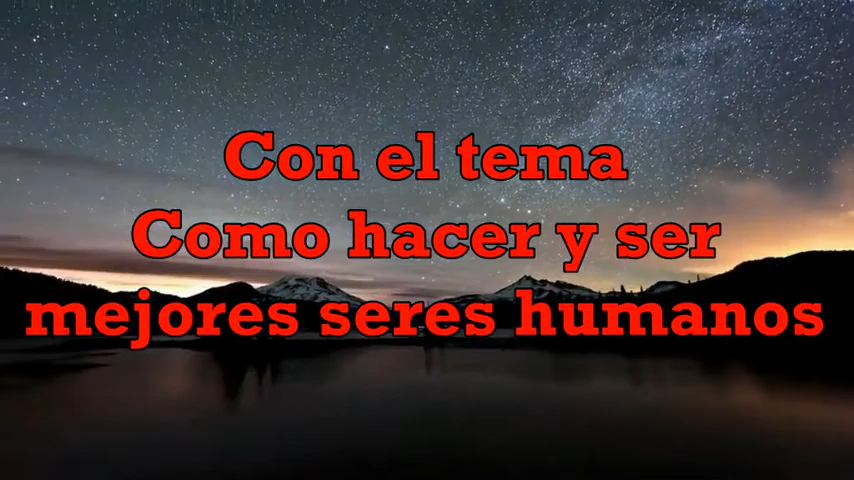 Con el tema
Como hacer y ser
mejores seres humanos